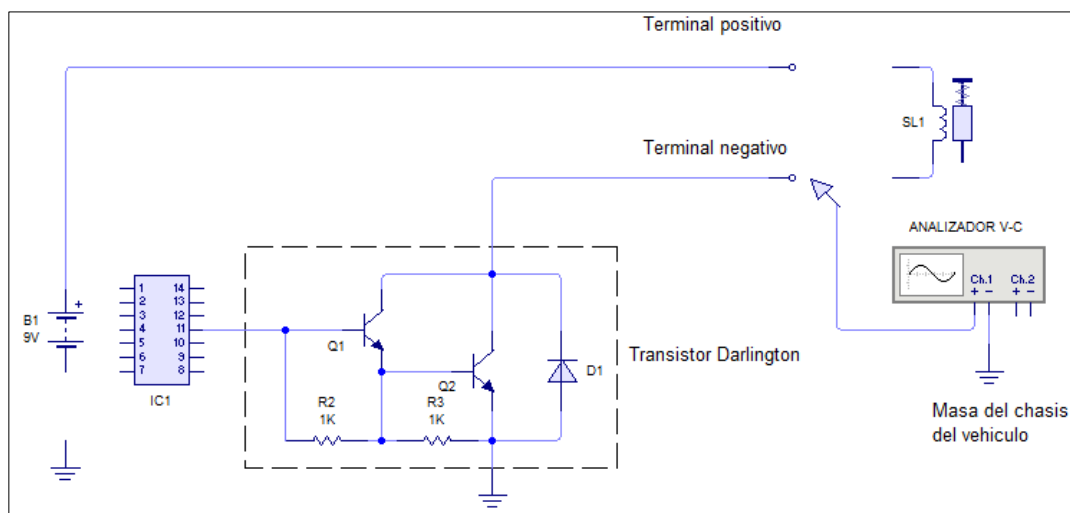 Terminal positivo
SL1
Terminal negativo
ANALIZADOR V-C
Ch.1 Ch.2
+ − + −
B1
9V
+
1 14
2 13
3 12
4 11
5 10
6 9
7 8
IC1
Q1
Q2
D1
R2
1K
R3
1K
Transistor Darlington
Masa del chasis
del vehiculo